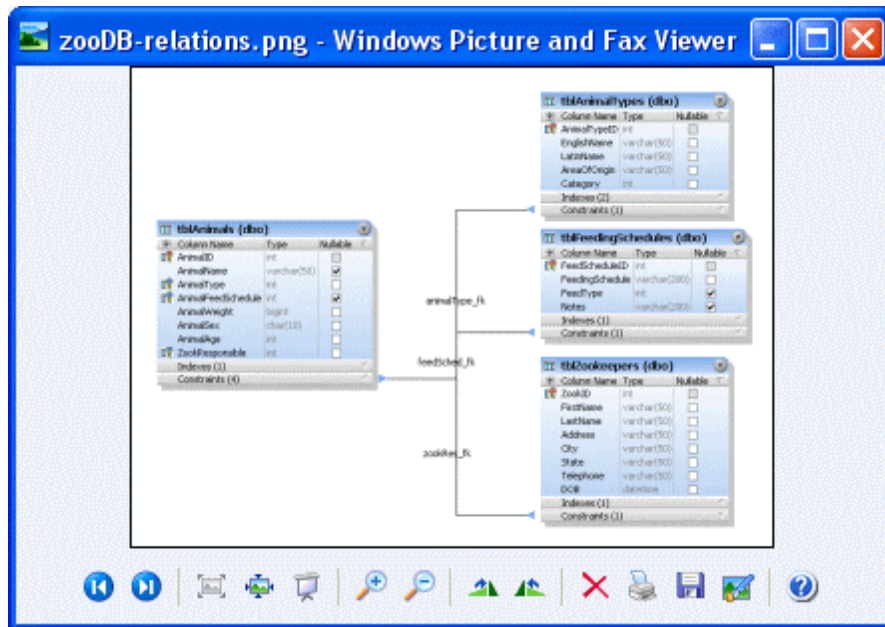 zooDB-relations.png - Windows Picture and Fax Viewer
tblAnimalTypes (dbo)
Column Name Type Nullable
AnimalTypeID int
EnglishName varchar(50)
LatinName varchar(50)
AreaOfOrigin varchar(50)
Category int
Indexes (2)
Constraints (1)
tblAnimals (dbo)
Column Name Type Nullable
AnimalID int
AnimalName varchar(50)
AnimalType int
AnimalFeedSchedule int
AnimalWeight bigint
AnimalSex char(10)
AnimalAge int
ZookResponsable int
Indexes (1)
Constraints (4)
tblFeedingSchedules (dbo)
Column Name Type Nullable
FeedScheduleID int
FeedingSchedule varchar(200)
FeedType int
Notes varchar(200)
Indexes (1)
Constraints (1)
animalType_fk
feedSched_fk
zookRes_fk
tblZookeepers (dbo)
Column Name Type Nullable
ZookID int
FirstName varchar(50)
LastName varchar(50)
Address varchar(50)
City varchar(50)
State varchar(50)
Telephone varchar(50)
DOB datetime
Indexes (1)
Constraints (1)